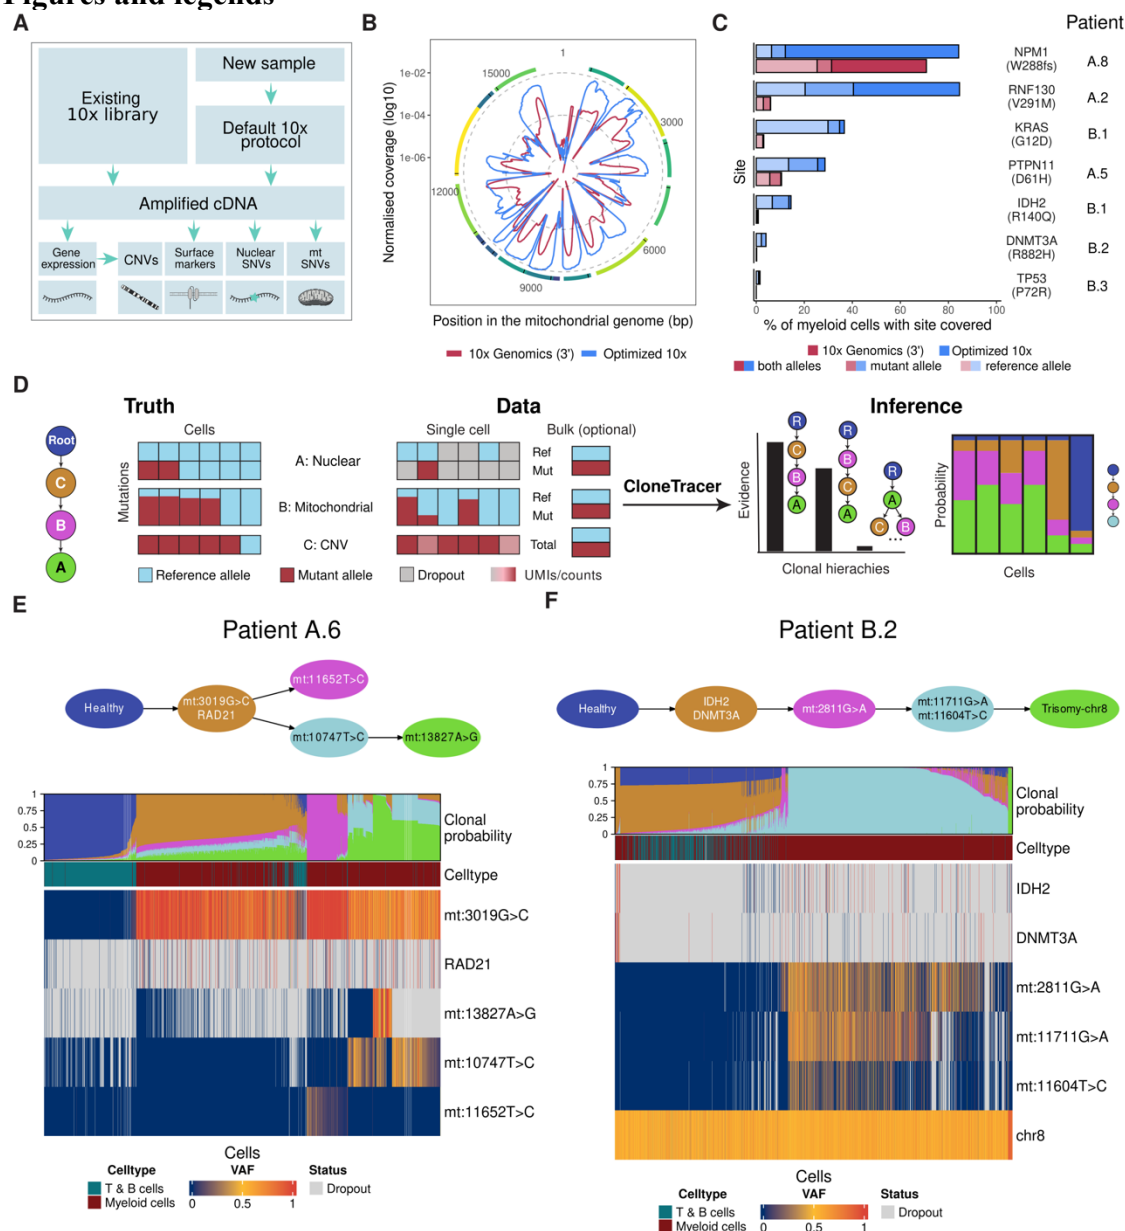 Figures and legends
A
New sample
Existing
10x library
Default 10x
protocol
Amplified cDNA
Gene
expression
CNVs
Surface
markers
Nuclear
SNVs
mt
SNVs
B
Normalised coverage (log10)
1e-02
1e-04
1e-06
1
3000
6000
9000
12000
15000
Position in the mitochondrial genome (bp)
10x Genomics (3') Optimized 10x
C
Patient
Site
NPM1
(W288fs)
A.8
RNF130
(V291M)
A.2
KRAS
(G12D)
B.1
PTPN11
(D61H)
A.5
IDH2
(R140Q)
B.1
DNMT3A
(R882H)
B.2
TP53
(P72R)
B.3
0 20 40 60 80 100
% of myeloid cells with site covered
10x Genomics (3') Optimized 10x
both alleles mutant allele reference allele
D
Truth
Root
C
B
A
Mutations
Cells
A: Nuclear
B: Mitochondrial
C: CNV
Data
Single cell
Bulk (optional)
Ref
Mut
Ref
Mut
Total
Reference allele Mutant allele Dropout UMIs/counts
CloneTracer
Inference
Evidence
R
C
B
A
R
B
C
A
R
A
C
B
...
Clonal hierachies
Probability
Cells
E
Patient A.6
Healthy
mt:3019G>C
RAD21
mt:11652T>C
mt:10747T>C
mt:13827A>G
1
0.75
0.5
0.25
0
Clonal
probability
Celltype
mt:3019G>C
RAD21
mt:13827A>G
mt:10747T>C
mt:11652T>C
Cells
Celltype
T & B cells
Myeloid cells
VAF
0 0.5 1
Status
Dropout
F
Patient B.2
Healthy
IDH2
DNMT3A
mt:2811G>A
mt:11711G>A
mt:11604T>C
Trisomy-chr8
1
0.75
0.5
0.25
0
Clonal
probability
Celltype
IDH2
DNMT3A
mt:2811G>A
mt:11711G>A
mt:11604T>C
chr8
Cells
Celltype
T & B cells
Myeloid cells
VAF
0 0.5 1
Status
Dropout